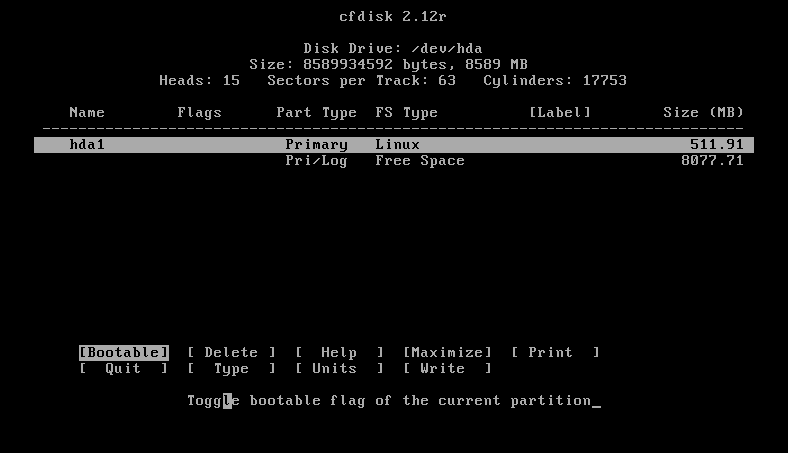 cfdisk 2.12r
Disk Drive: /dev/hda
Size: 8589934592 bytes, 8589 MB
Heads: 15   Sectors per Track: 63   Cylinders: 17753
Name        Flags      Part Type  FS Type          [Label]        Size (MB)
------------------------------------------------------------------------------
hda1                    Primary   Linux                              511.91
                        Pri/Log   Free Space                        8077.71
[Bootable]  [ Delete ]  [  Help  ]  [Maximize]  [ Print  ]
[  Quit  ]  [  Type  ]  [ Units  ]  [ Write  ]
Toggle bootable flag of the current partition_